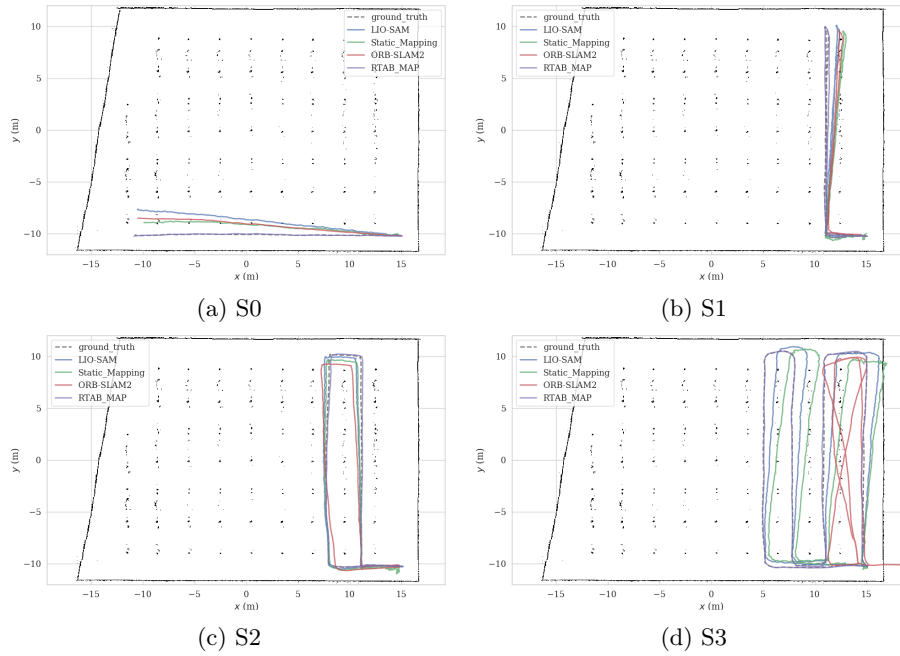 10
5
0
−5
−10
y (m)
−15
−10
−5
0
5
10
15
x (m)
ground_truth
LIO-SAM
Static_Mapping
ORB-SLAM2
RTAB_MAP
(a) S0
10
5
0
−5
−10
y (m)
−15
−10
−5
0
5
10
15
x (m)
ground_truth
LIO-SAM
Static_Mapping
ORB-SLAM2
RTAB_MAP
(b) S1
10
5
0
−5
−10
y (m)
−15
−10
−5
0
5
10
15
x (m)
ground_truth
LIO-SAM
Static_Mapping
ORB-SLAM2
RTAB_MAP
(c) S2
10
5
0
−5
−10
y (m)
−15
−10
−5
0
5
10
15
x (m)
ground_truth
LIO-SAM
Static_Mapping
ORB-SLAM2
RTAB_MAP
(d) S3